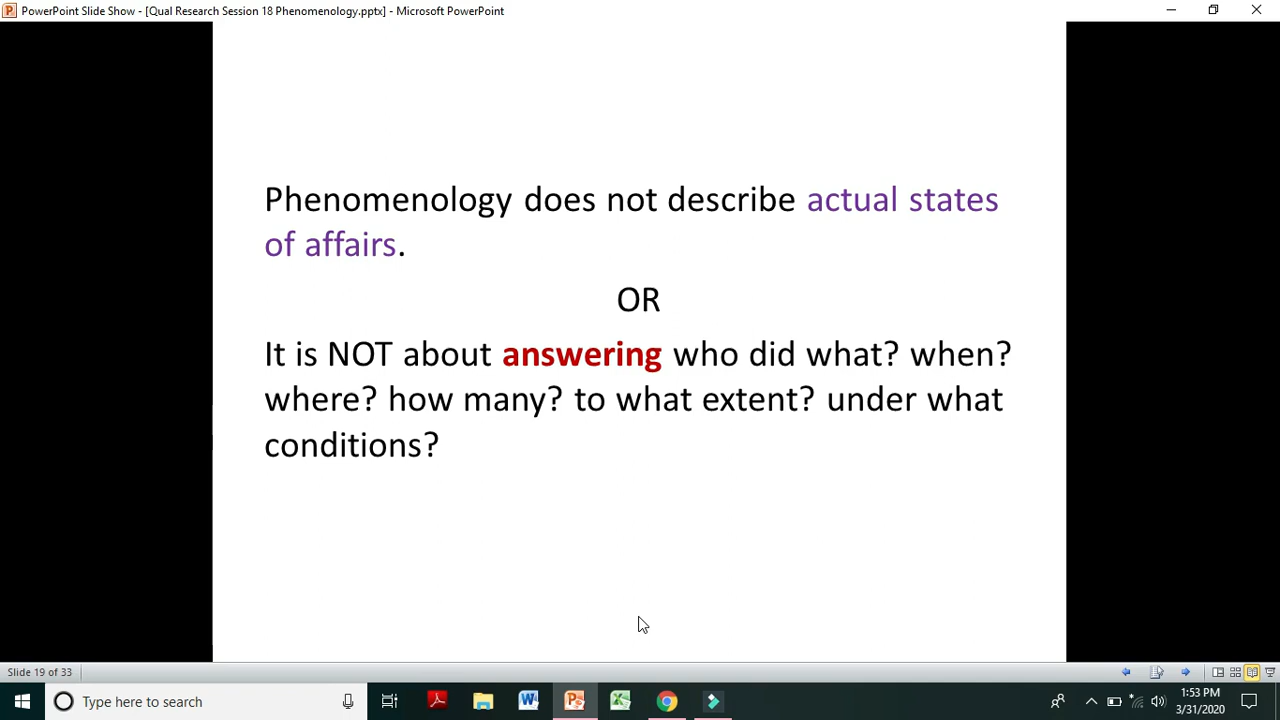 PowerPoint Slide Show - [Qual Research Session 18 Phenomenology.pptx] - Microsoft PowerPoint
Phenomenology does not describe actual states
of affairs.
OR
It is NOT about answering who did what? when?
where? how many? to what extent? under what
conditions?
Slide 19 of 33
Type here to search
1:53 PM
3/31/2020